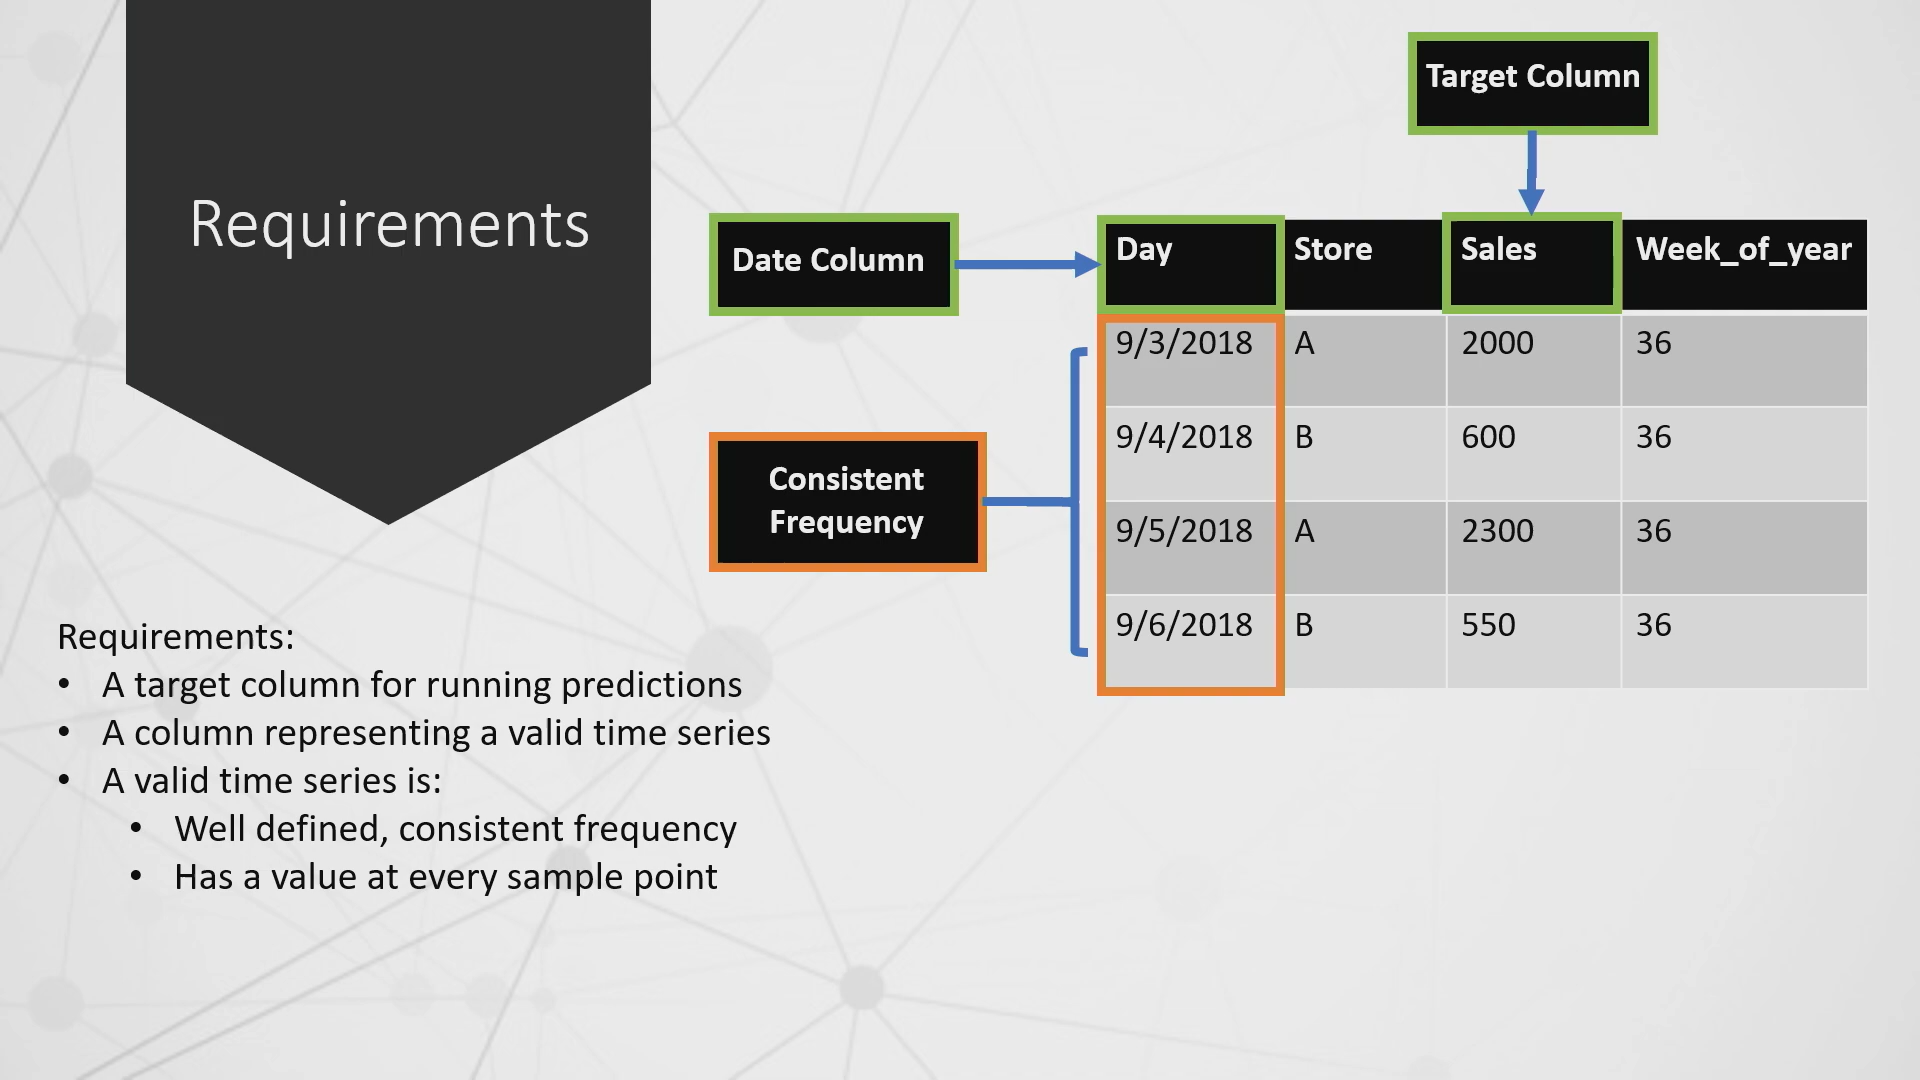 Requirements
Target Column
Date Column
Day Store Sales Week_of_year
9/3/2018 A 2000 36
9/4/2018 B 600 36
9/5/2018 A 2300 36
9/6/2018 B 550 36
Consistent
Frequency
Requirements:
• A target column for running predictions
• A column representing a valid time series
• A valid time series is:
• Well defined, consistent frequency
• Has a value at every sample point